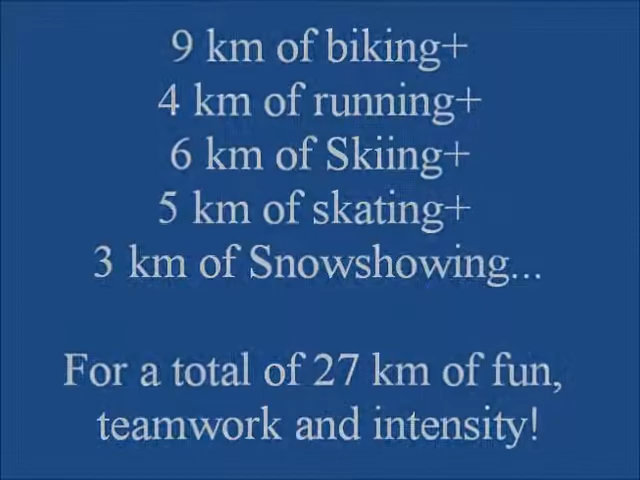 9 km of biking+
4 km of running+
6 km of Skiing+
5 km of skating+
3 km of Snowshowing...
For a total of 27 km of fun,
teamwork and intensity!